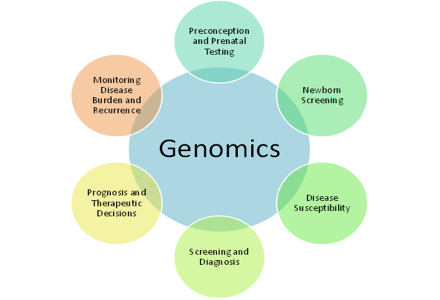 Preconception
and Prenatal
Testing
Newborn
Screening
Disease
Susceptibility
Screening and
Diagnosis
Prognosis and
Therapeutic
Decisions
Monitoring
Disease
Burden and
Recurrence
Genomics